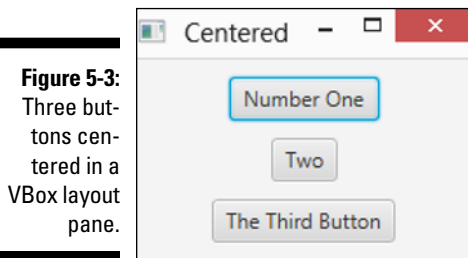 Figure 5-3:
Three but-
tons cen-
tered in a
VBox layout
pane.
Centered
Number One
Two
The Third Button